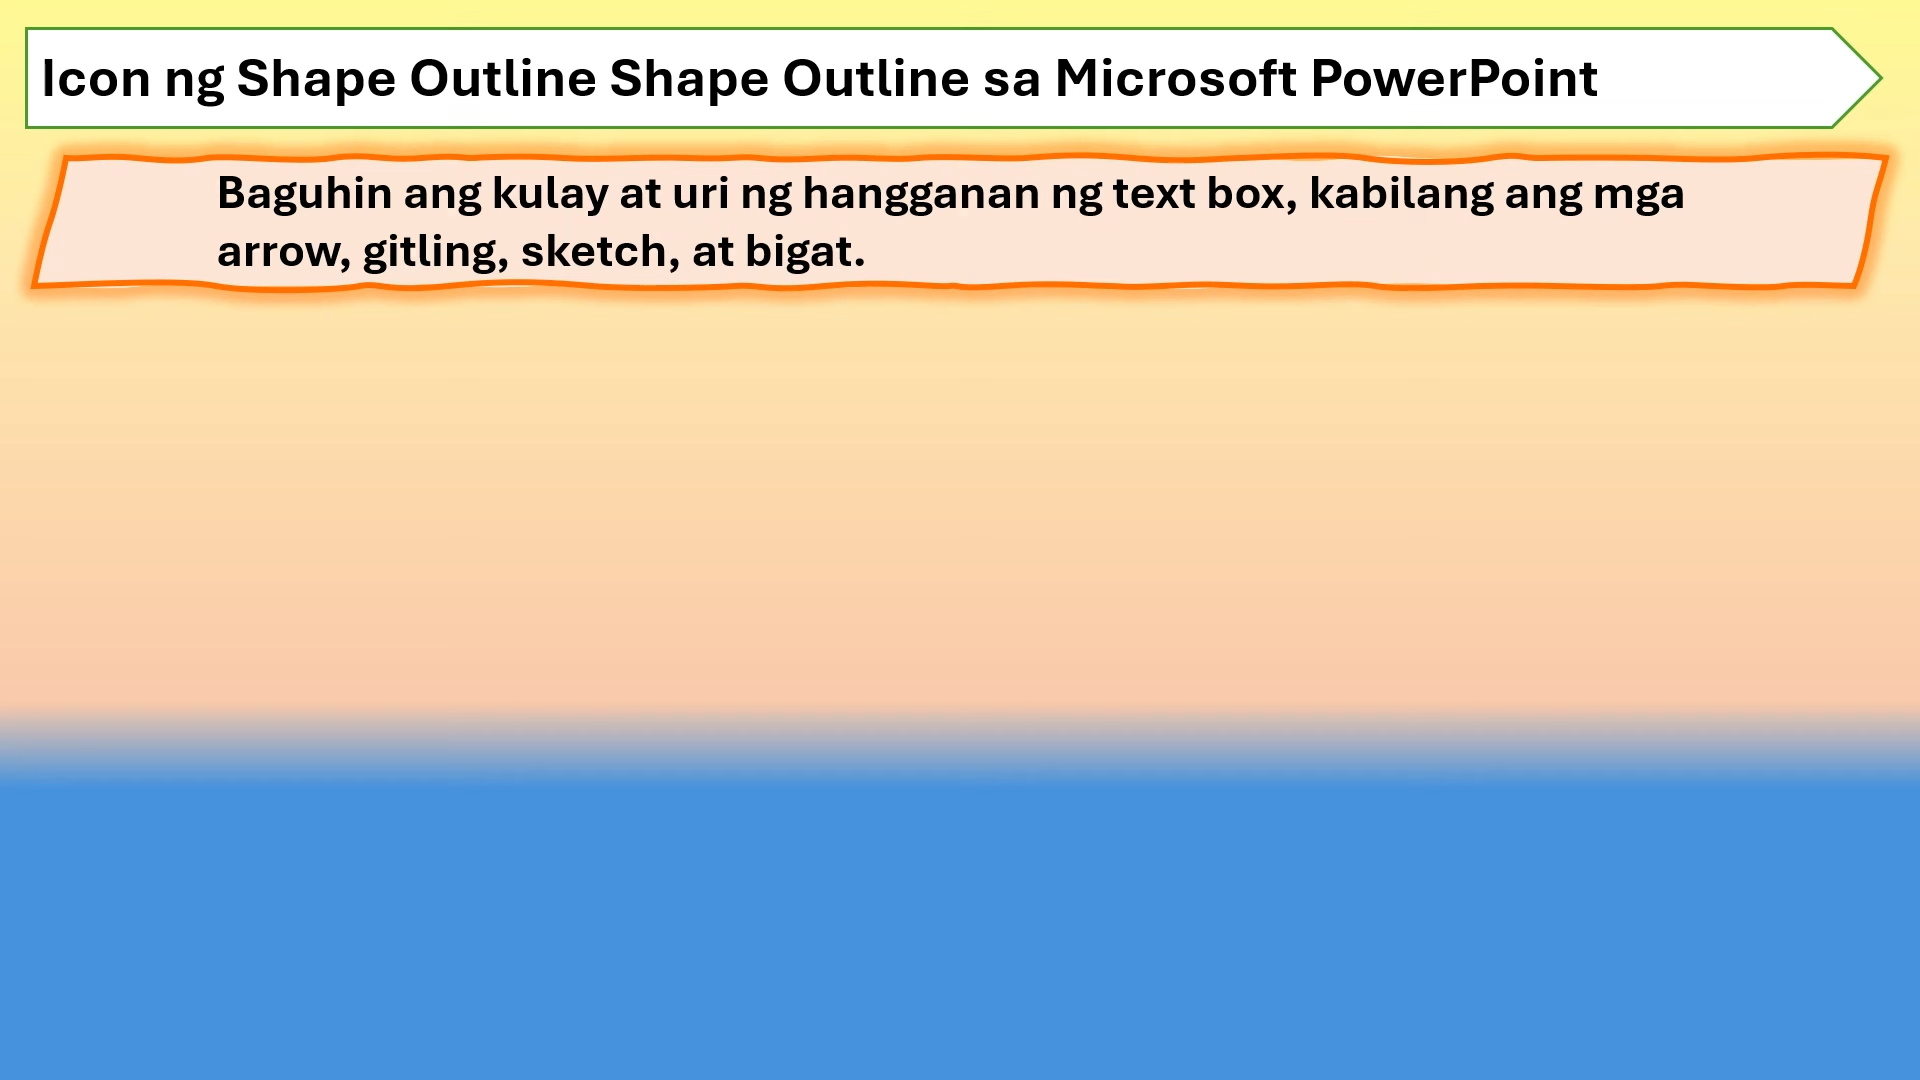 Icon ng Shape Outline Shape Outline sa Microsoft PowerPoint
Baguhin ang kulay at uri ng hangganan ng text box, kabilang ang mga
arrow, gitling, sketch, at bigat.